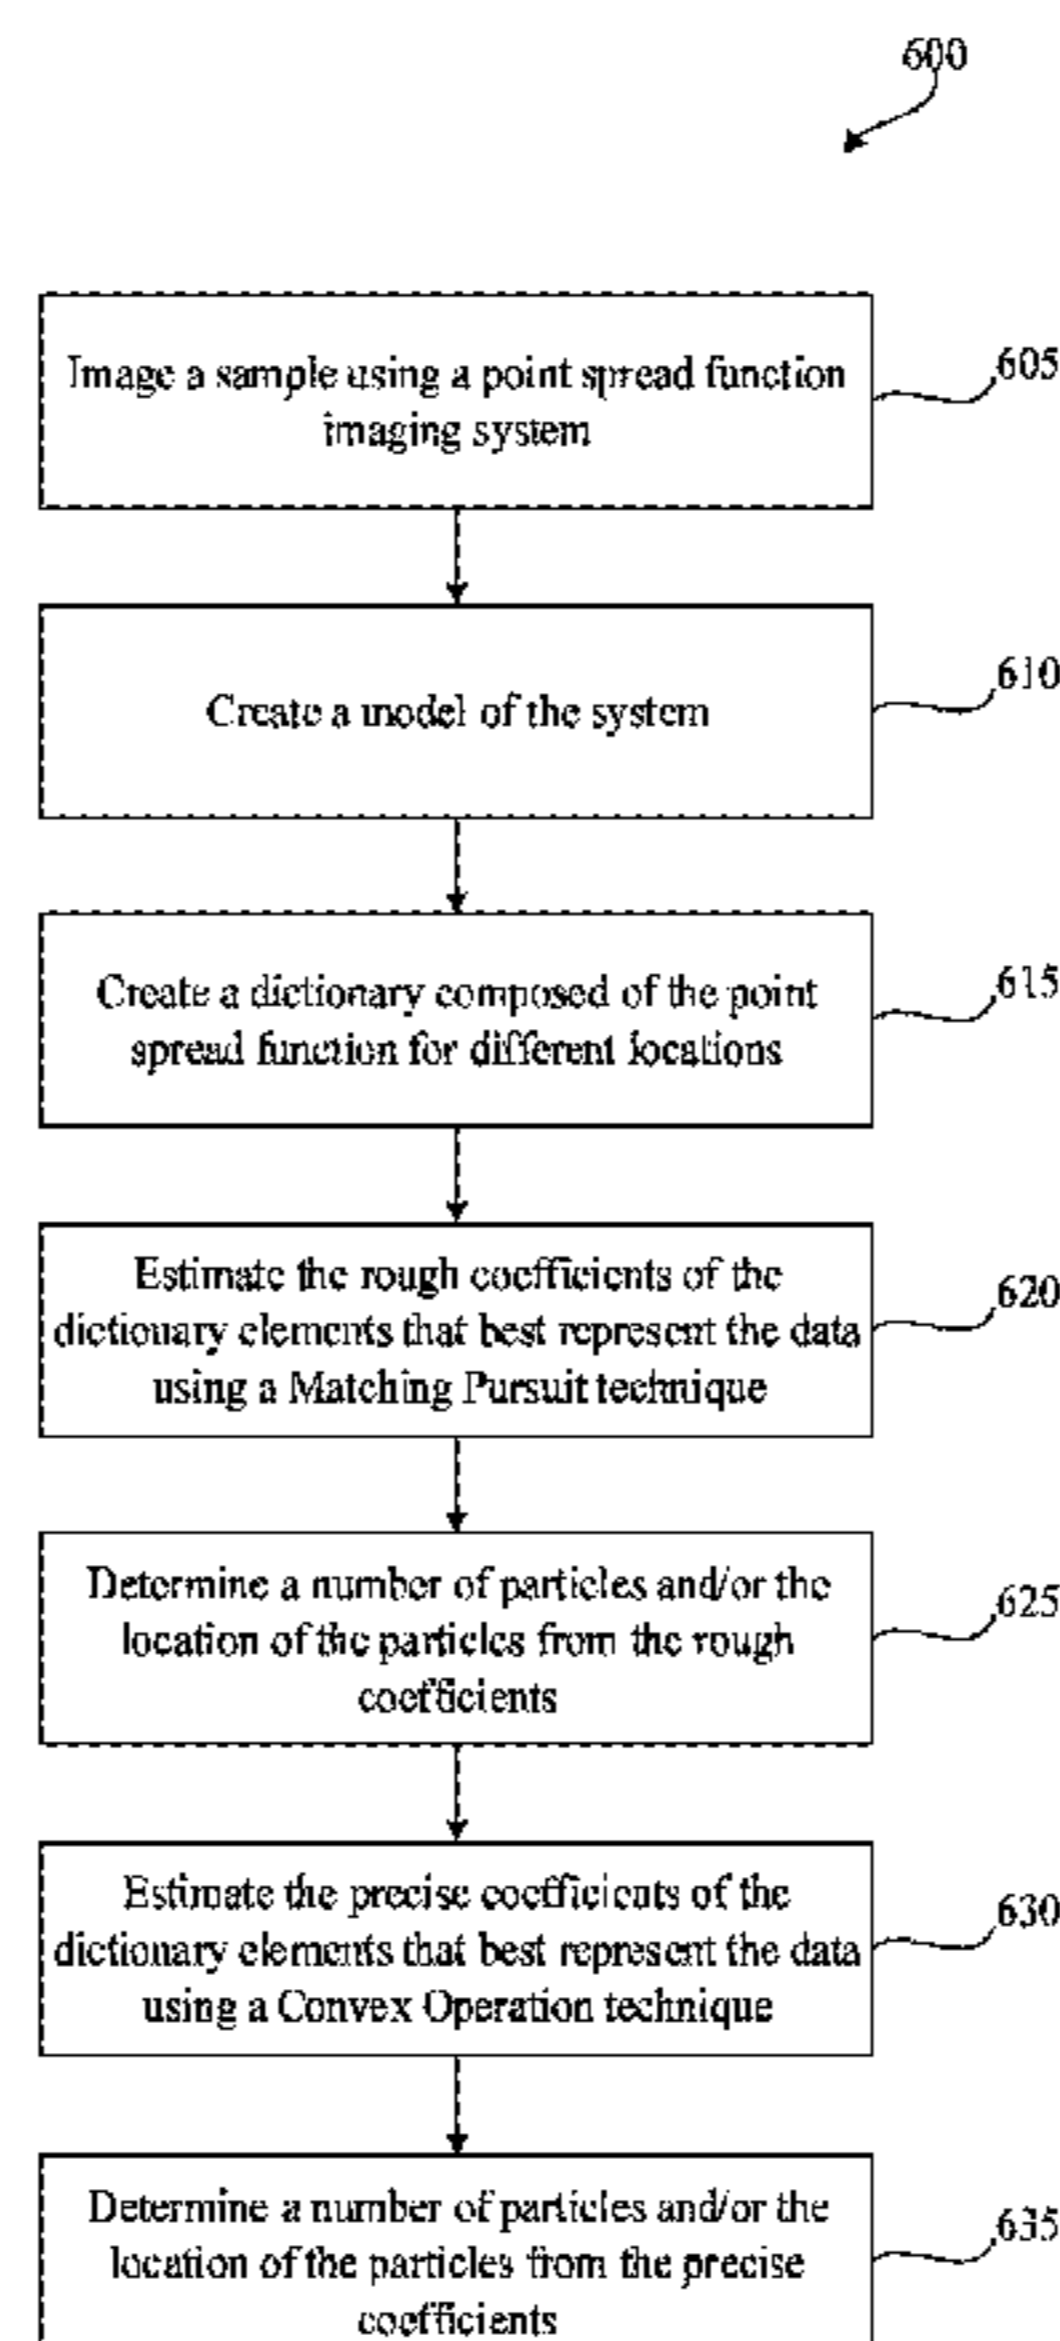 600
Image a sample using a point spread function
imaging system
605
Create a model of the system
610
Create a dictionary composed of the point
spread function for different locations
615
Estimate the rough coefficients of the
dictionary elements that best represent the data
using a Matching Pursuit technique
620
Determine a number of particles and/or the
location of the particles from the rough
coefficients
625
Estimate the precise coefficients of the
dictionary elements that best represent the data
using a Convex Operation technique
630
Determine a number of particles and/or the
location of the particles from the precise
coefficients
635